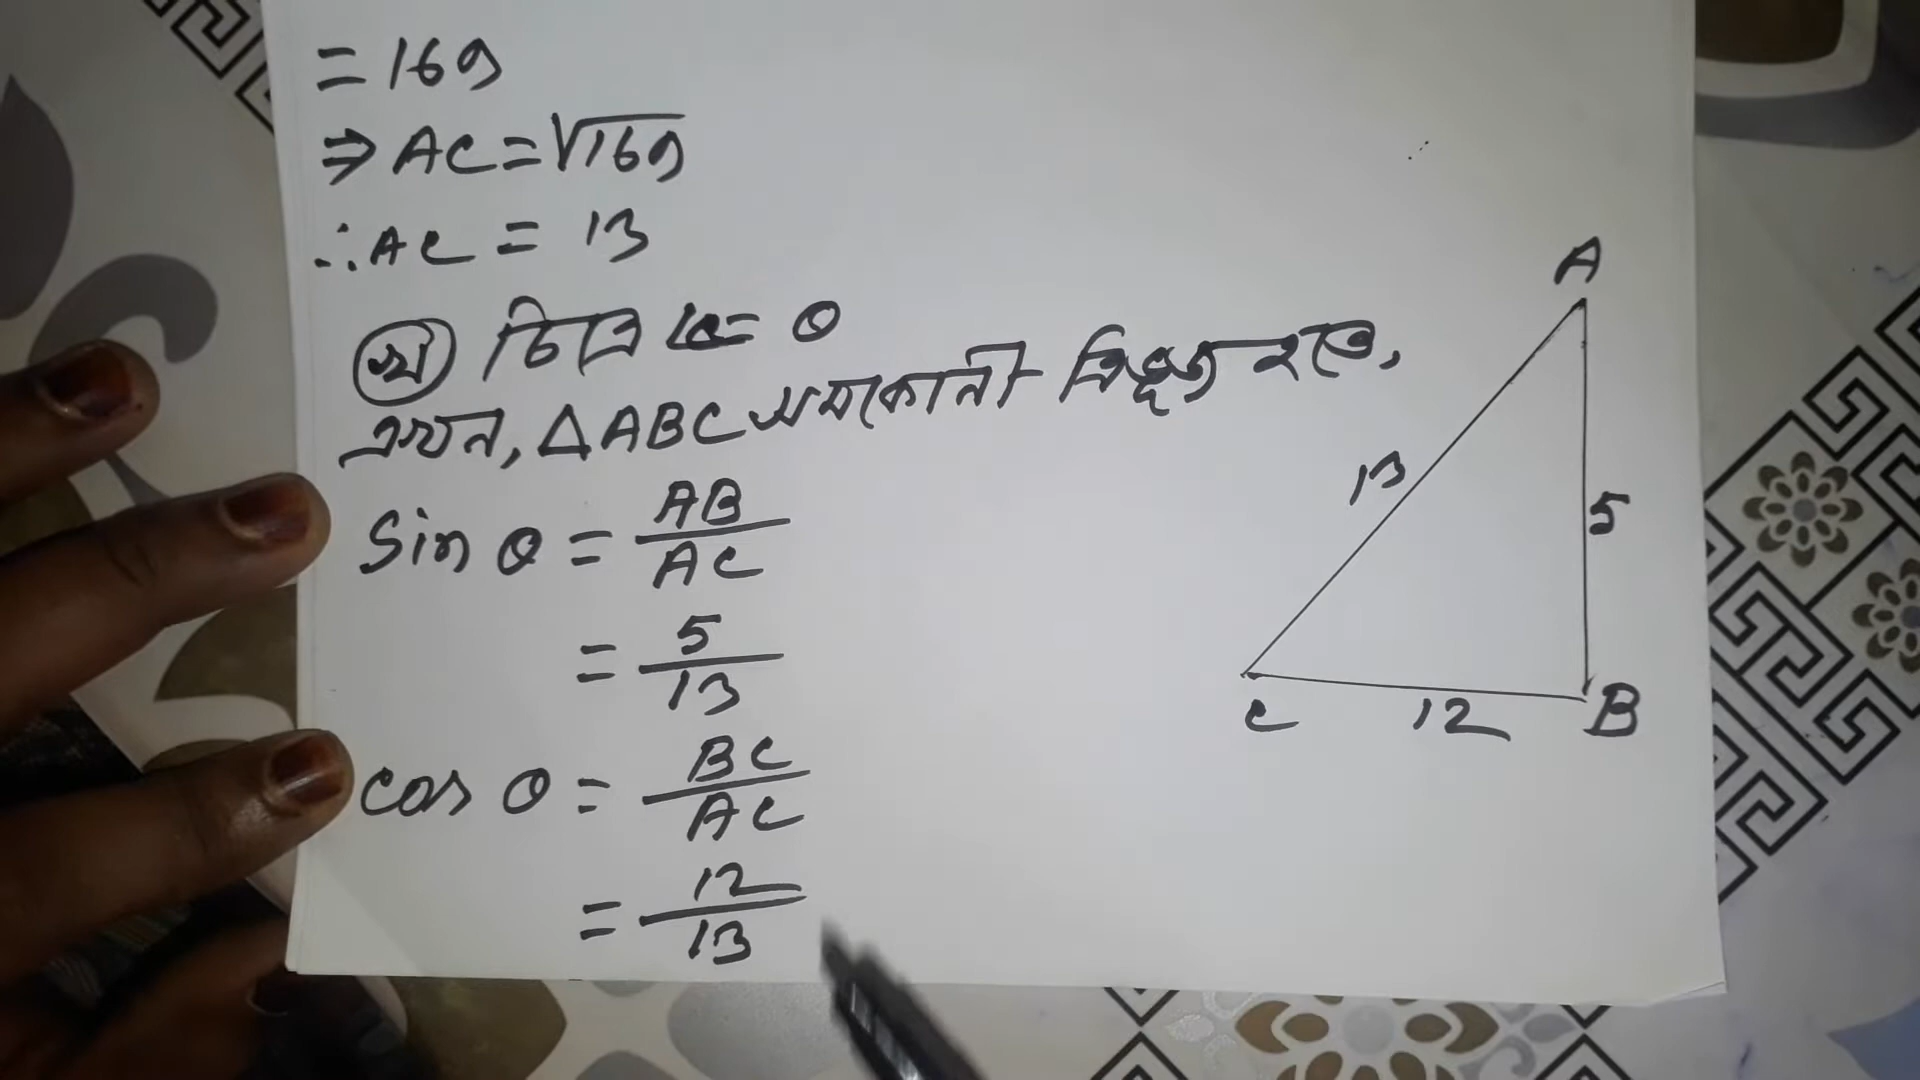 = 169
⇒ AC = √169
∴ AC = 13
(খ) চিত্রে ∠C = θ
এখন, △ABC সমকোনী ত্রিভুজ হতে,
Sin θ = AB/AC
= 5/13
cos θ = BC/AC
= 12/13
A
13
5
C
12
B